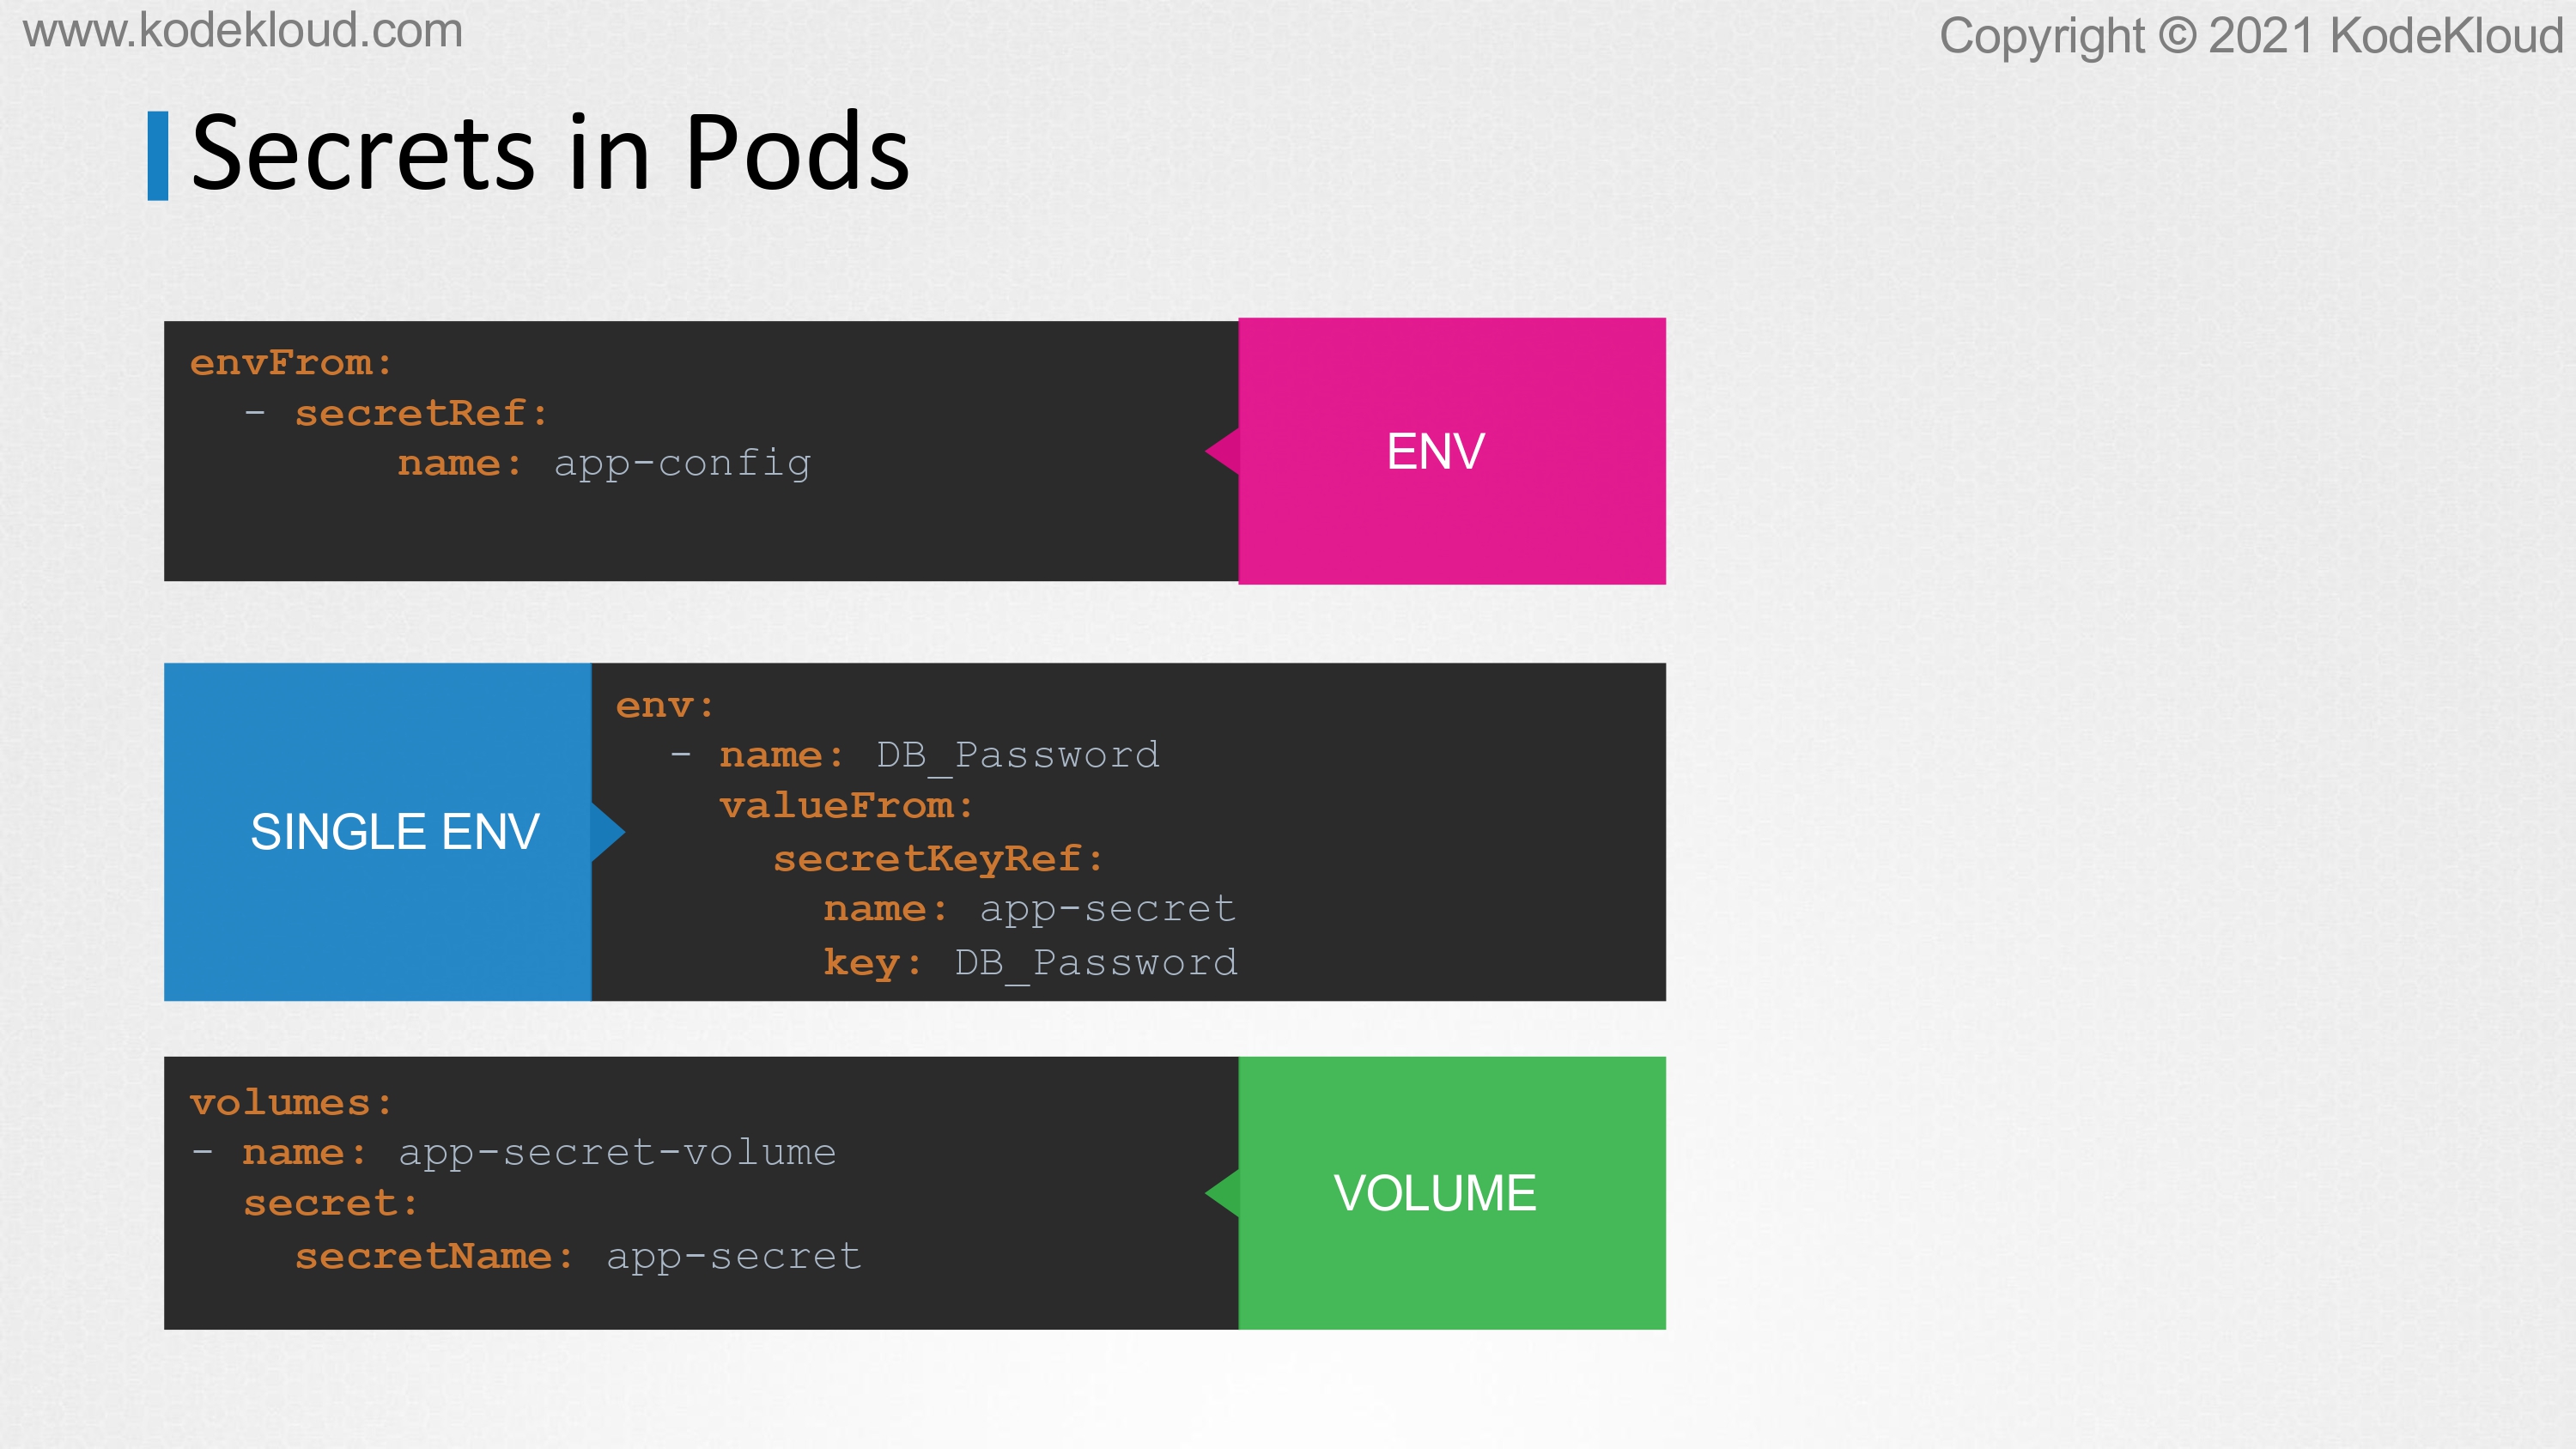 www.kodekloud.com
Copyright © 2021 KodeKloud
Secrets in Pods
envFrom:
  - secretRef:
        name: app-config
ENV
SINGLE ENV
env:
  - name: DB_Password
    valueFrom:
      secretKeyRef:
        name: app-secret
        key: DB_Password
volumes:
- name: app-secret-volume
  secret:
    secretName: app-secret
VOLUME